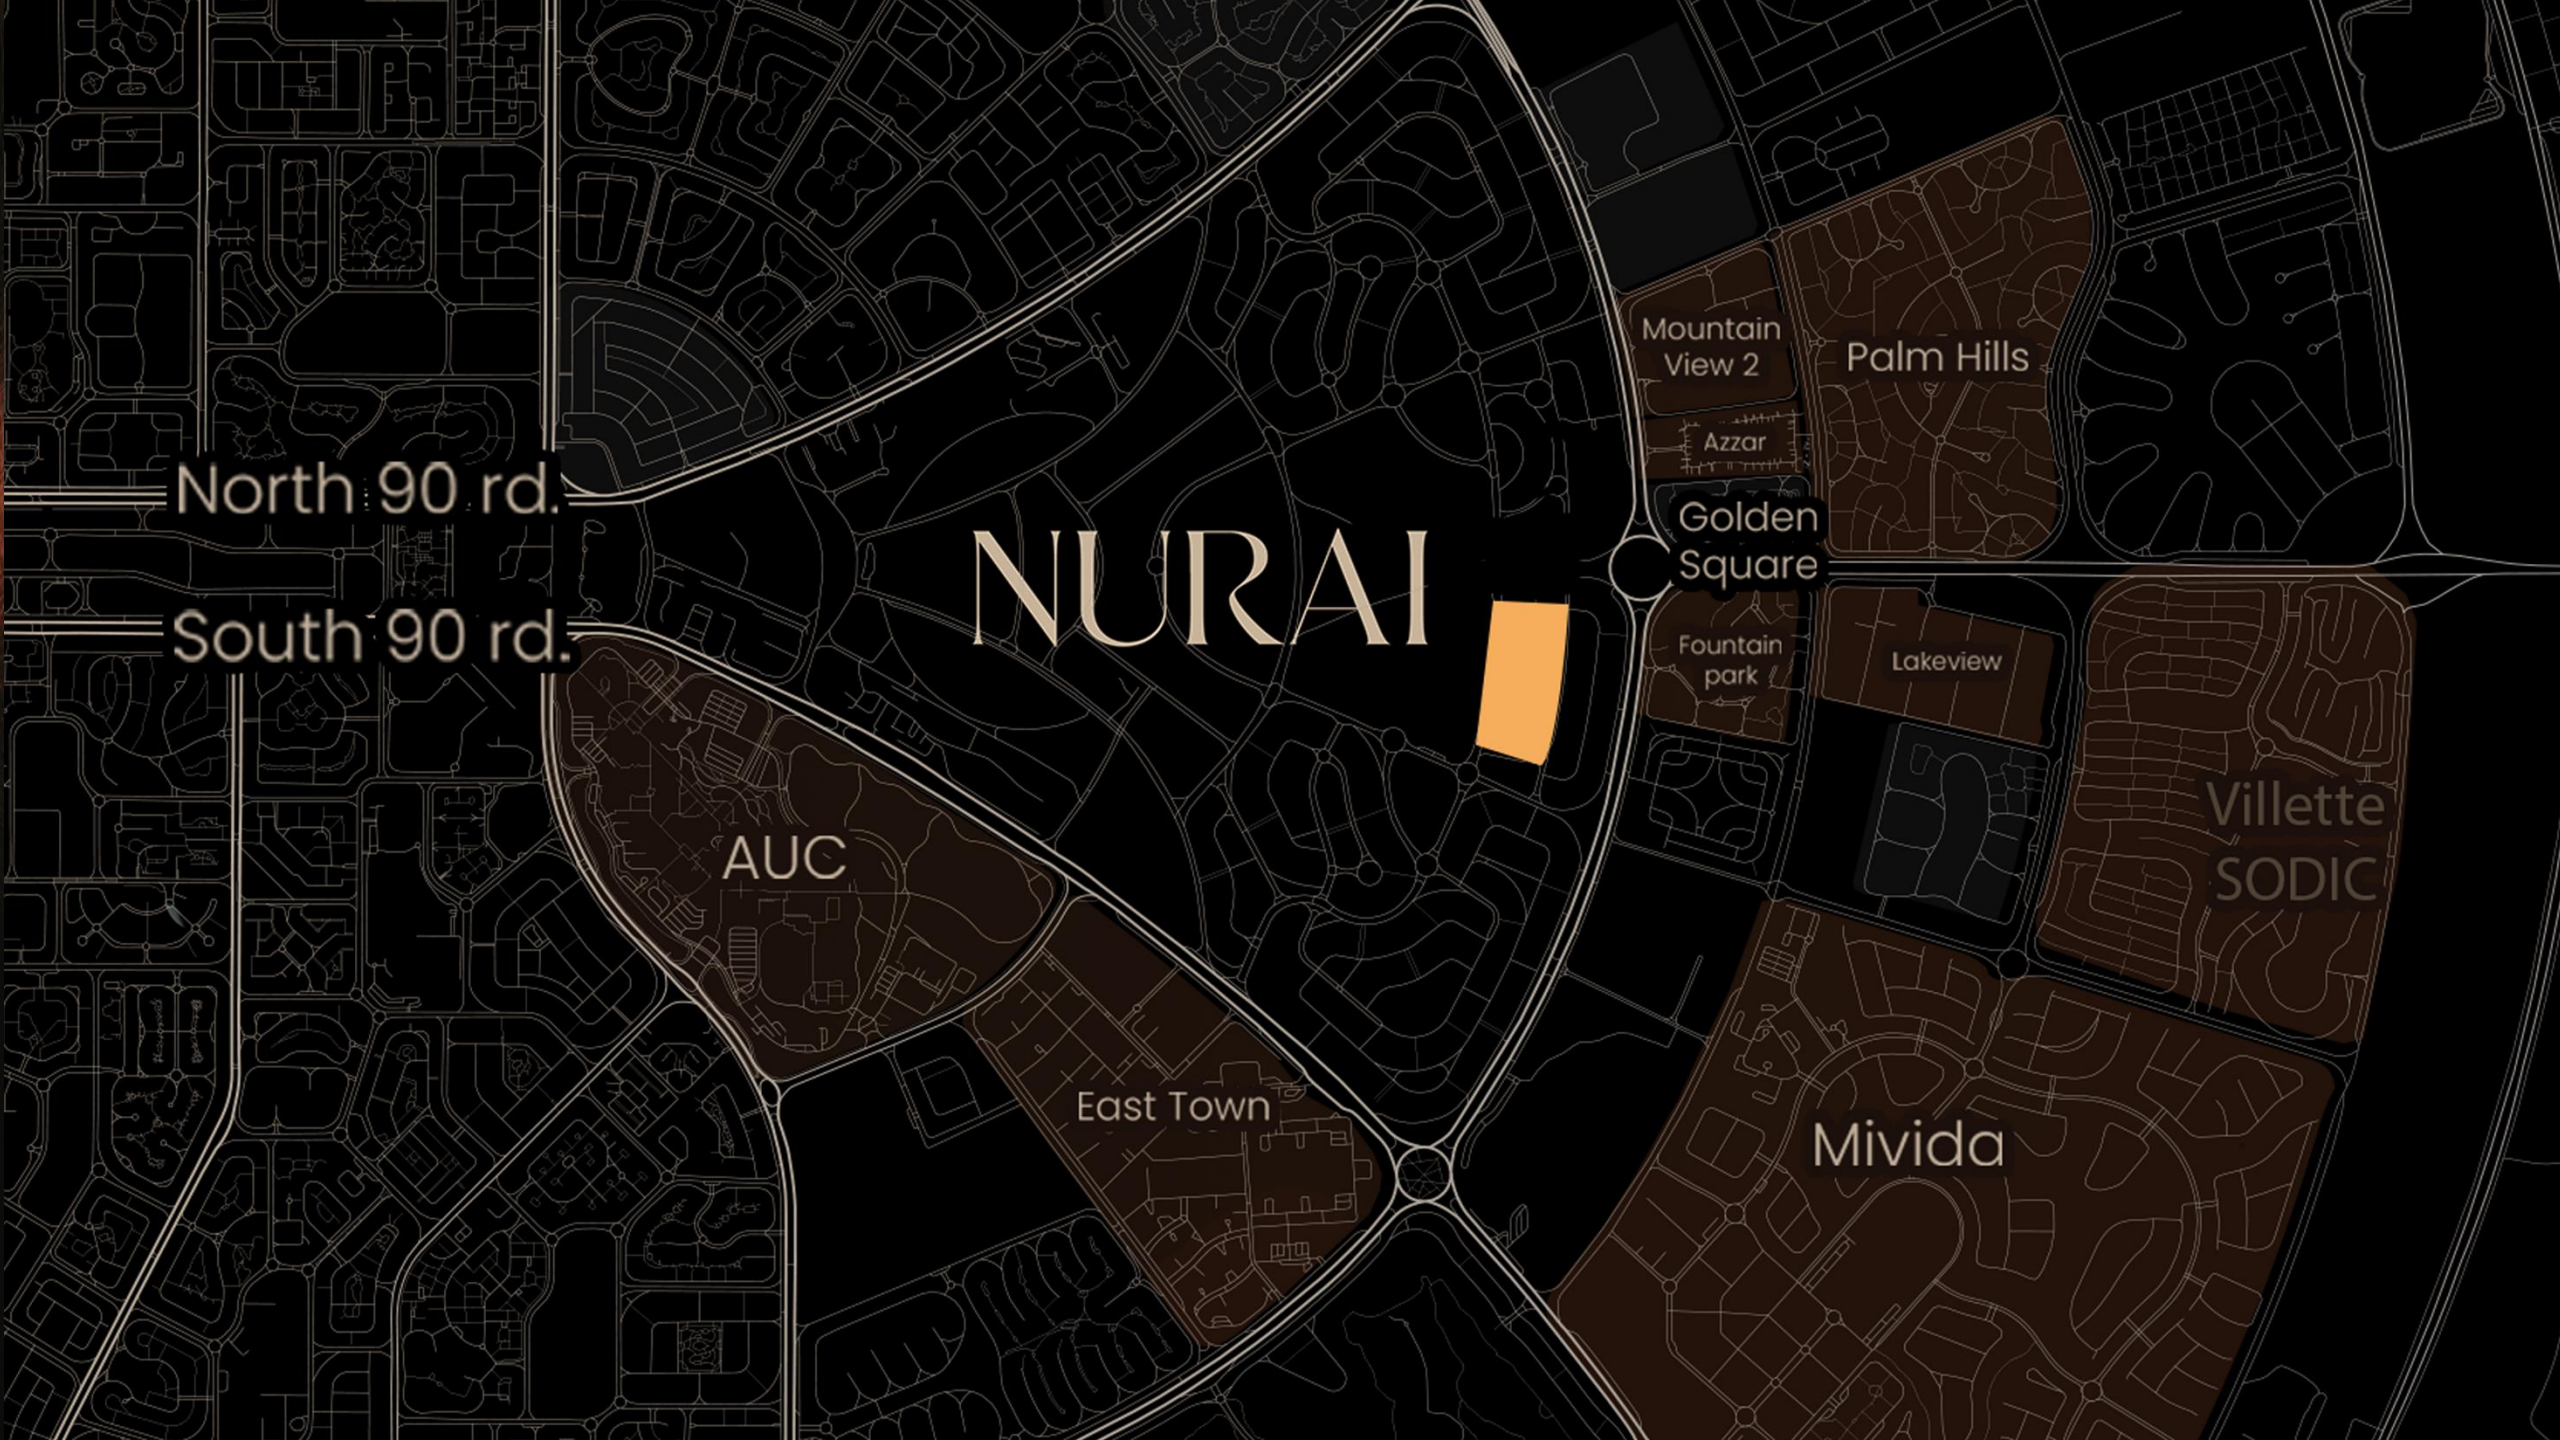 Mountain
View 2
Palm Hills
Azzar
North 90 rd.
Golden
Square
NURAI
South 90 rd.
Fountain
park
Lakeview
Villette
SODIC
AUC
East Town
Mivida